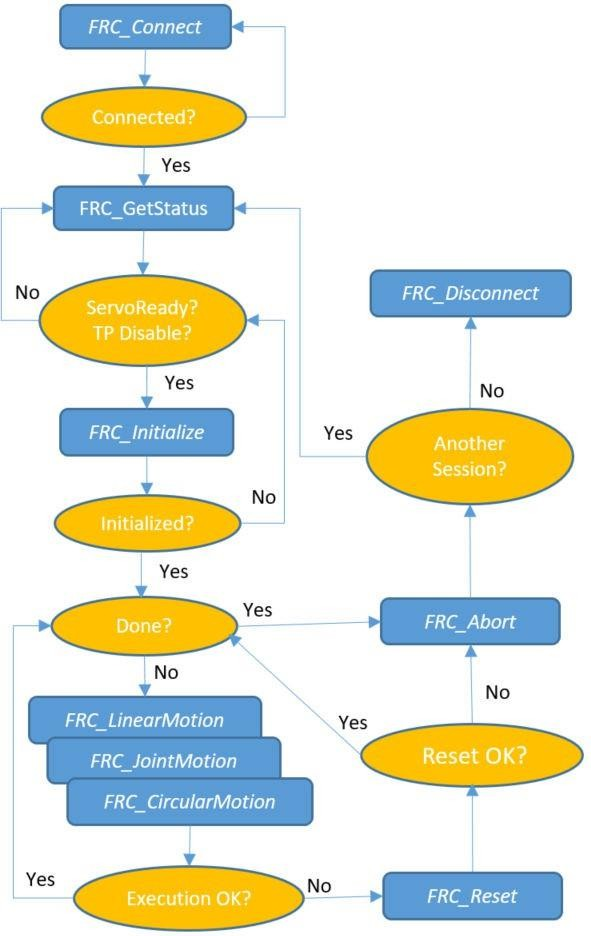 FRC_Connect
Connected?
Yes
FRC_GetStatus
No
ServoReady?
TP Disable?
Yes
FRC_Initialize
No
Initialized?
Yes
Done?
Yes
No
FRC_LinearMotion
FRC_JointMotion
FRC_CircularMotion
Yes
Execution OK?
No
FRC_Reset
Reset OK?
Yes
No
FRC_Abort
Another
Session?
Yes
No
FRC_Disconnect